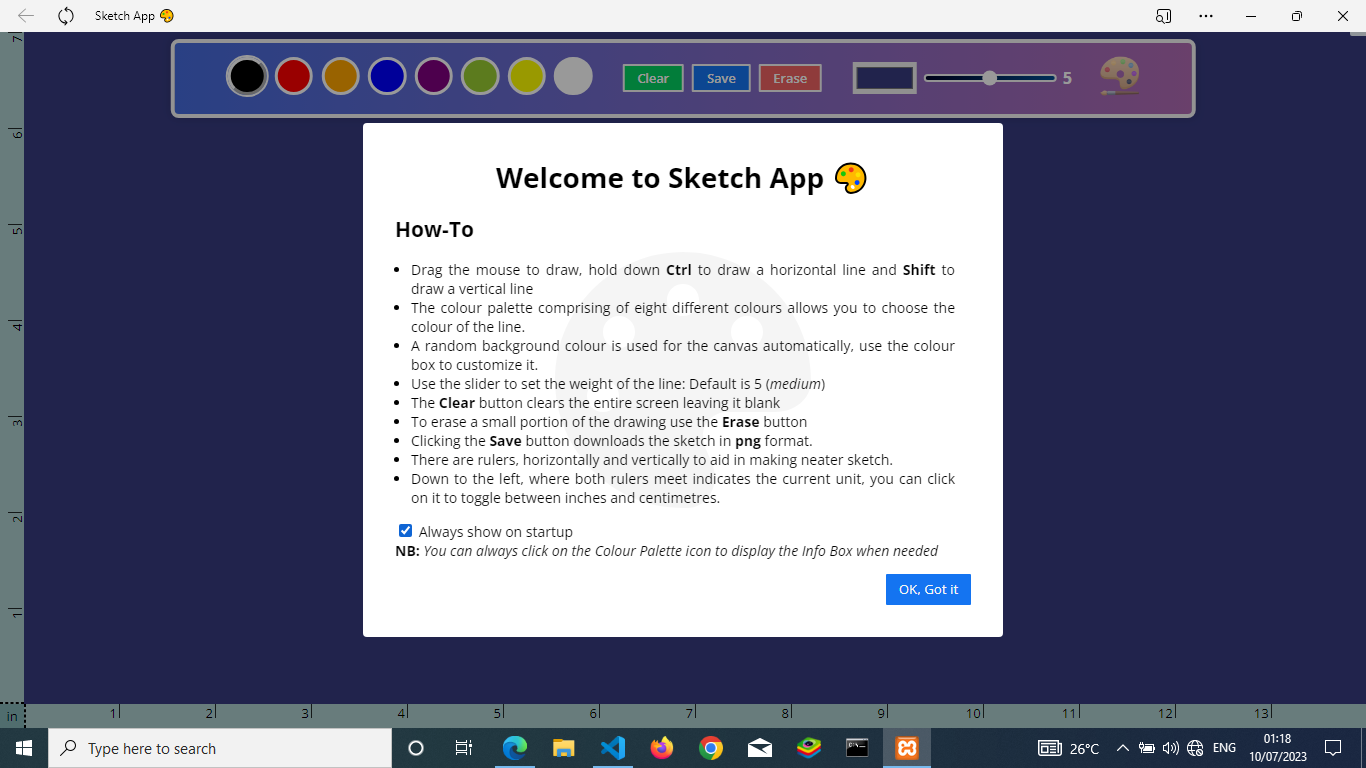 Sketch App
Clear
Save
Erase
5
7
6
5
4
3
2
1
Welcome to Sketch App
How-To
Drag the mouse to draw, hold down Ctrl to draw a horizontal line and Shift to
draw a vertical line
The colour palette comprising of eight different colours allows you to choose the
colour of the line.
A random background colour is used for the canvas automatically, use the colour
box to customize it.
Use the slider to set the weight of the line: Default is 5 (medium)
The Clear button clears the entire screen leaving it blank
To erase a small portion of the drawing use the Erase button
Clicking the Save button downloads the sketch in png format.
There are rulers, horizontally and vertically to aid in making neater sketch.
Down to the left, where both rulers meet indicates the current unit, you can click
on it to toggle between inches and centimetres.
Always show on startup
NB: You can always click on the Colour Palette icon to display the Info Box when needed
OK, Got it
in 1 2 3 4 5 6 7 8 9 10 11 12 13
Type here to search
26°C
ENG
01:18
10/07/2023